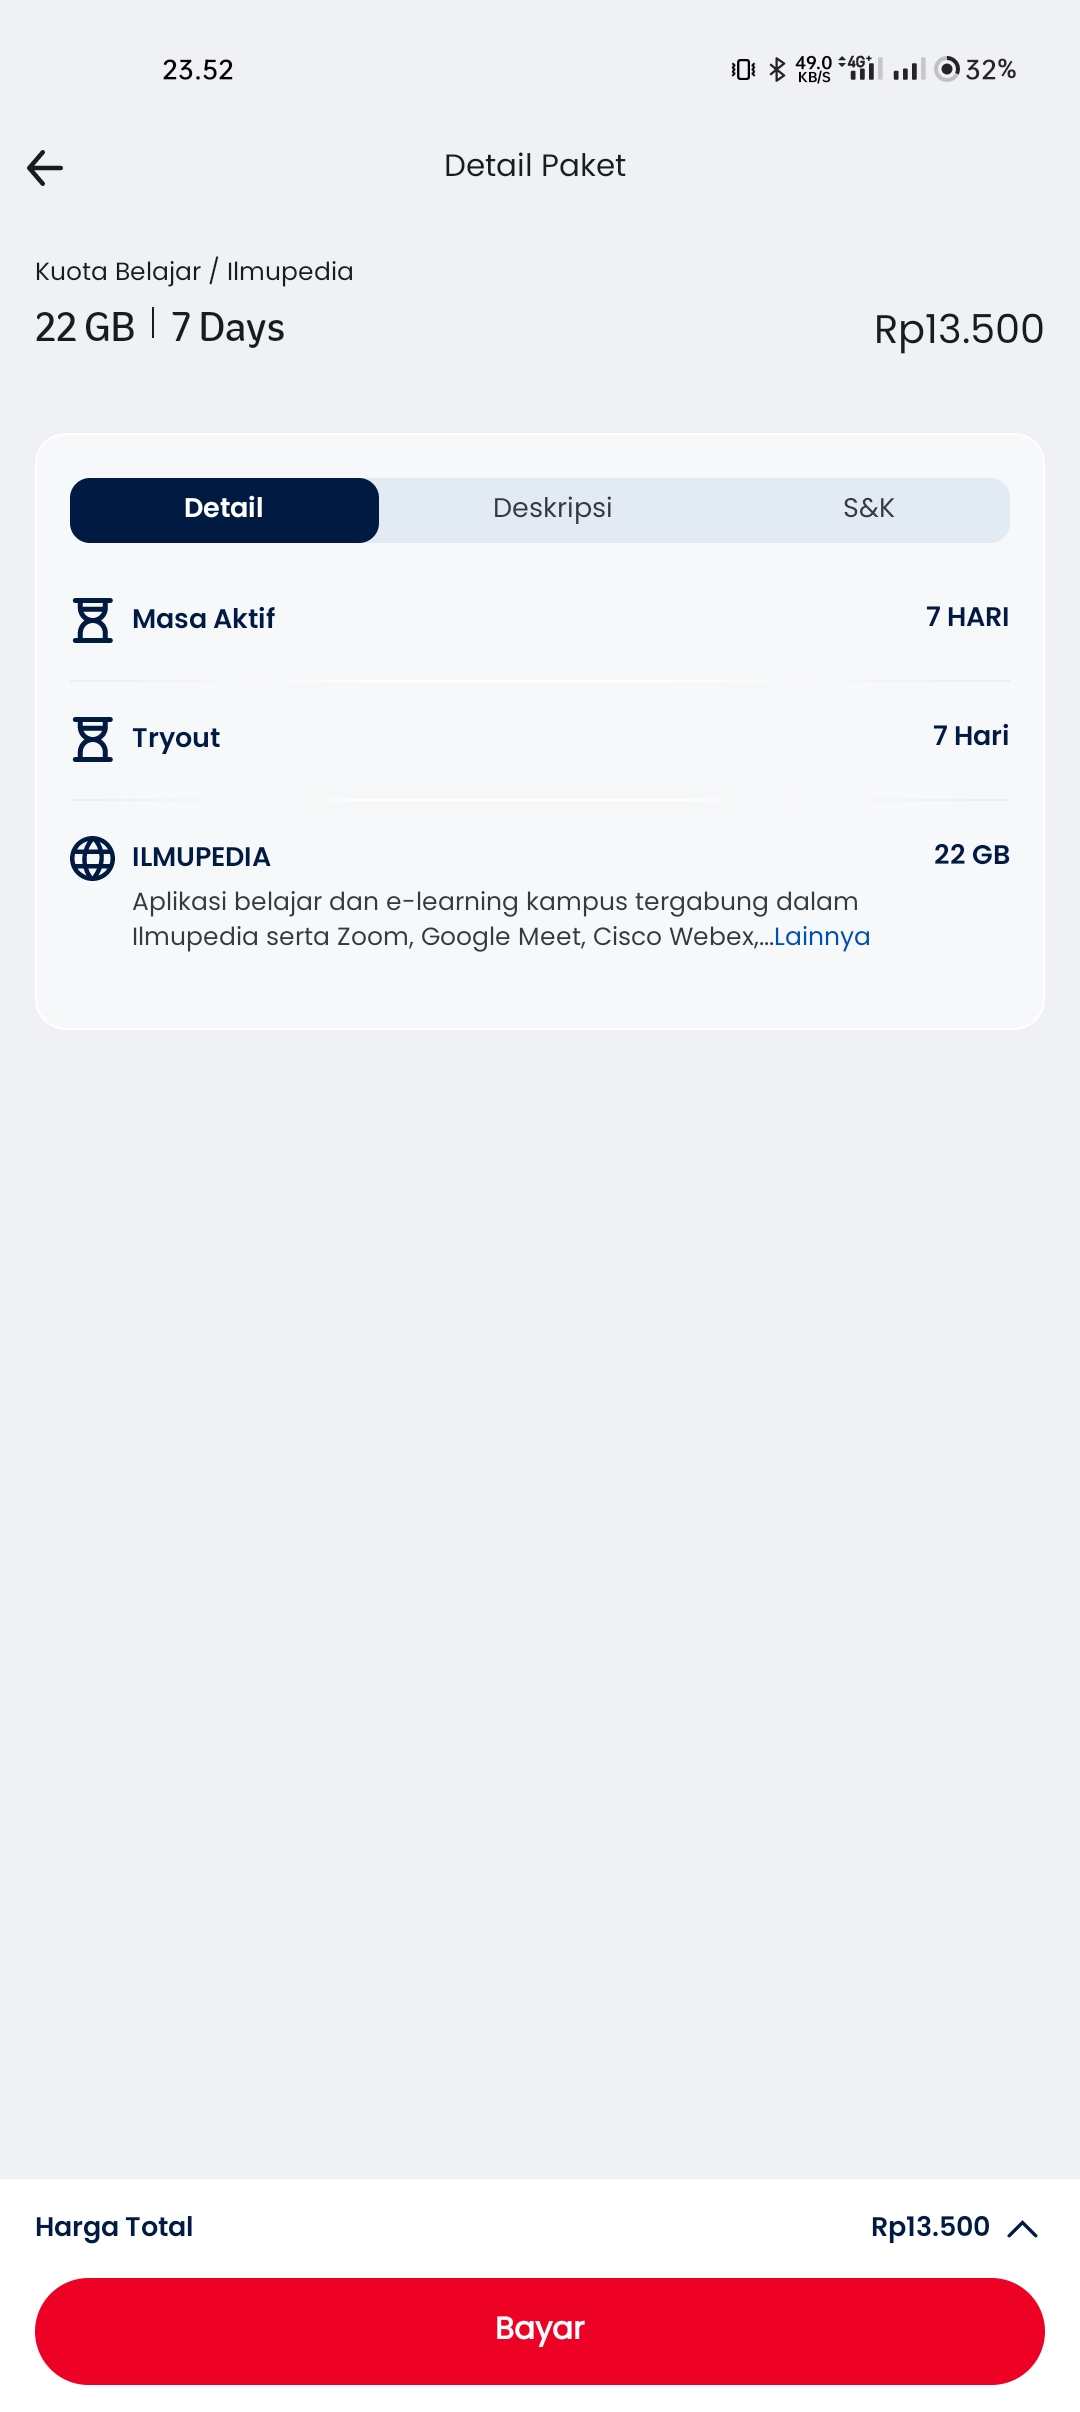 23.52
49.0
KB/S
4G+
32%
Detail Paket
Kuota Belajar / Ilmupedia
22 GB | 7 Days
Rp13.500
Detail
Deskripsi
S&K
Masa Aktif
7 HARI
Tryout
7 Hari
ILMUPEDIA
22 GB
Aplikasi belajar dan e-learning kampus tergabung dalam
Ilmupedia serta Zoom, Google Meet, Cisco Webex,...Lainnya
Harga Total
Rp13.500
Bayar